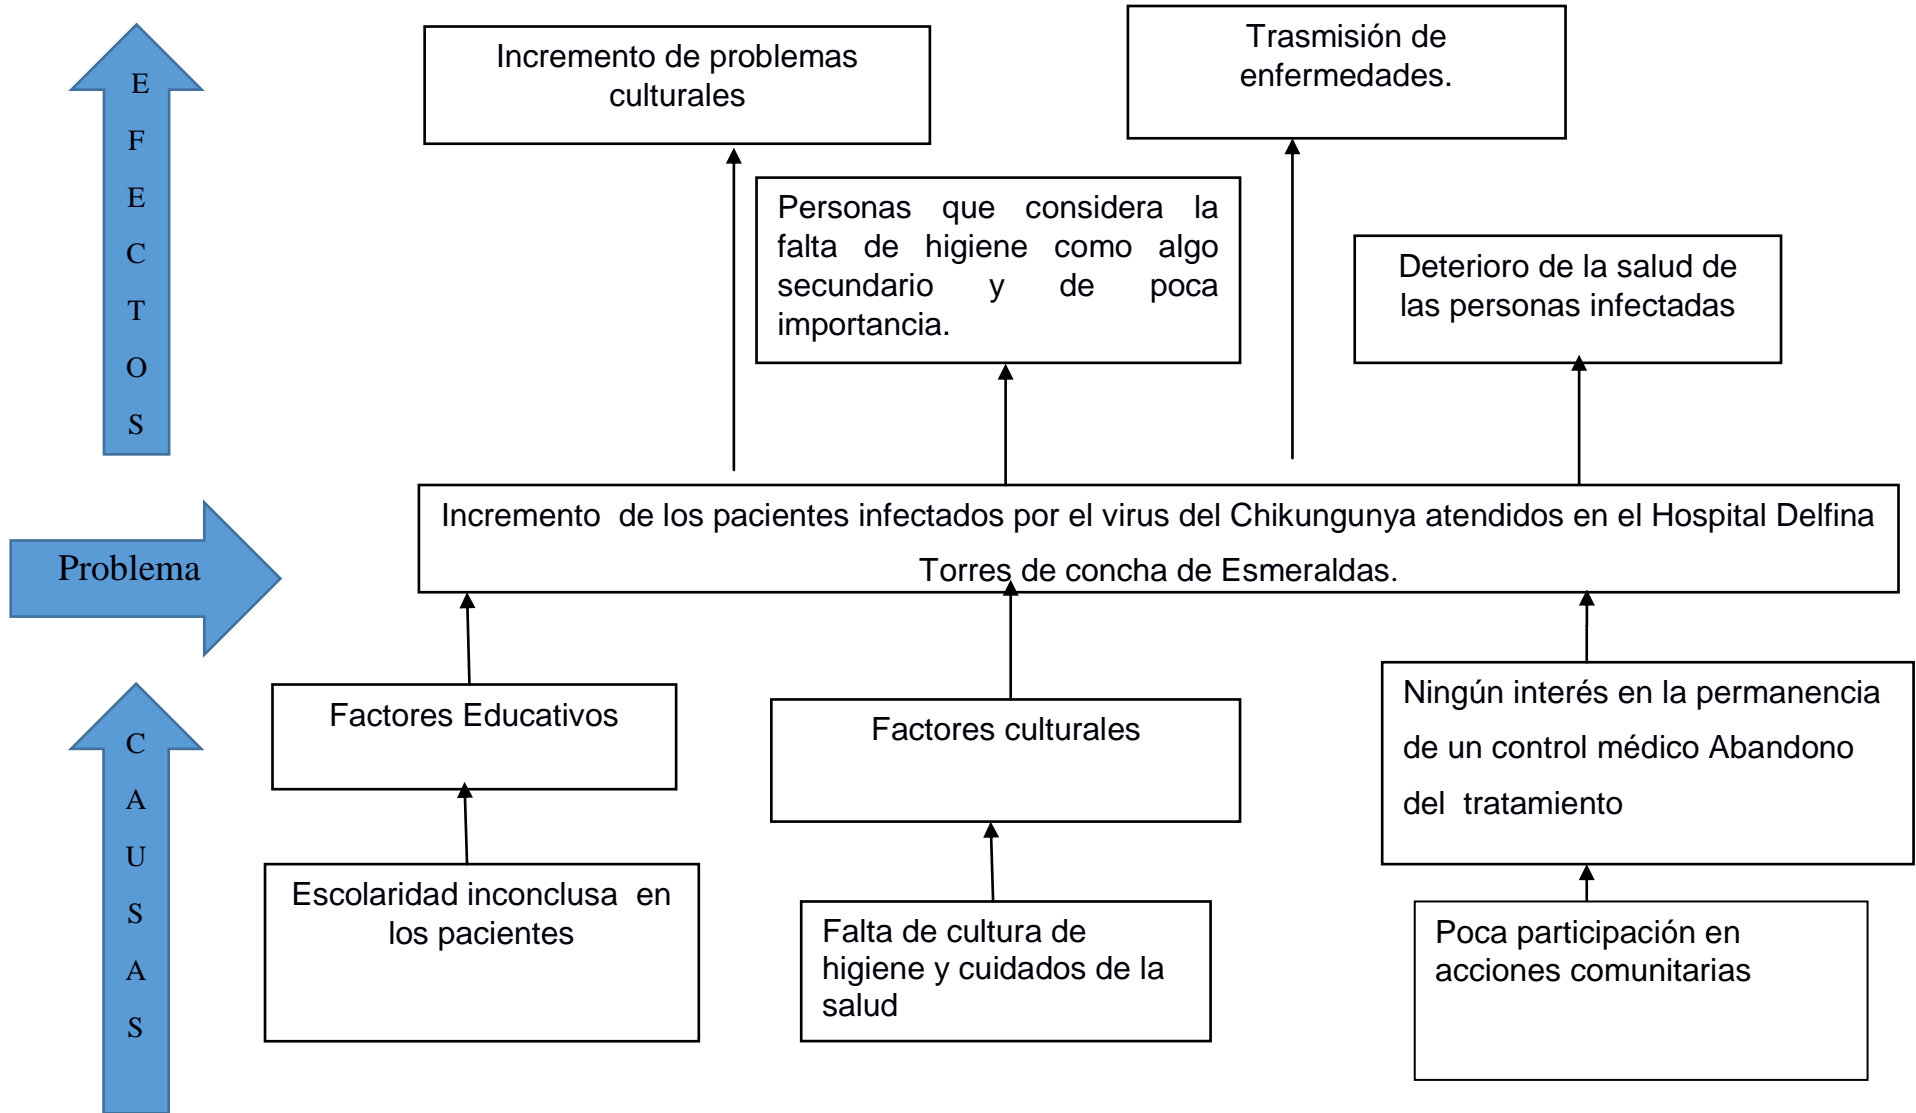 E
F
E
C
T
O
S
Incremento de problemas
culturales
Trasmisión de
enfermedades.
Personas que considera la
falta de higiene como algo
secundario y de poca
importancia.
Deterioro de la salud de
las personas infectadas
Problema
Incremento  de los pacientes infectados por el virus del Chikungunya atendidos en el Hospital Delfina
Torres de concha de Esmeraldas.
C
A
U
S
A
S
Factores Educativos
Factores culturales
Ningún interés en la permanencia
de un control médico Abandono
del  tratamiento
Escolaridad inconclusa  en
los pacientes
Falta de cultura de
higiene y cuidados de la
salud
Poca participación en
acciones comunitarias